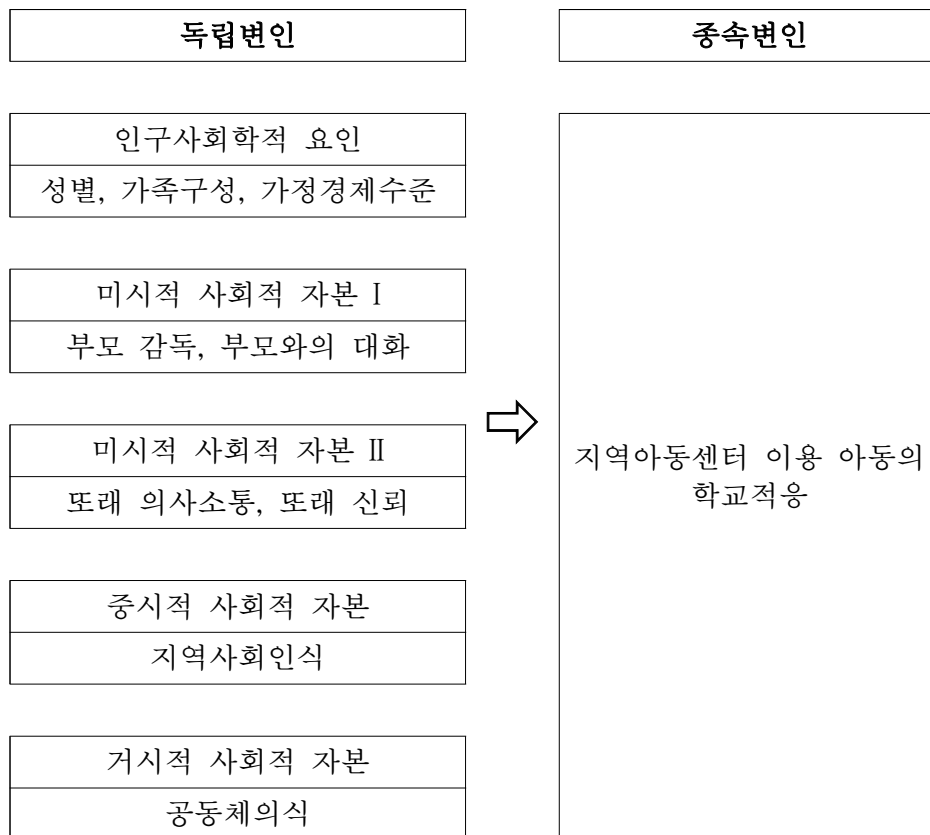 독립변인
종속변인
인구사회학적 요인
성별, 가족구성, 가정경제수준
미시적 사회적 자본 Ⅰ
부모 감독, 부모와의 대화
미시적 사회적 자본 Ⅱ
또래 의사소통, 또래 신뢰
중시적 사회적 자본
지역사회인식
거시적 사회적 자본
공동체의식
지역아동센터 이용 아동의
학교적응